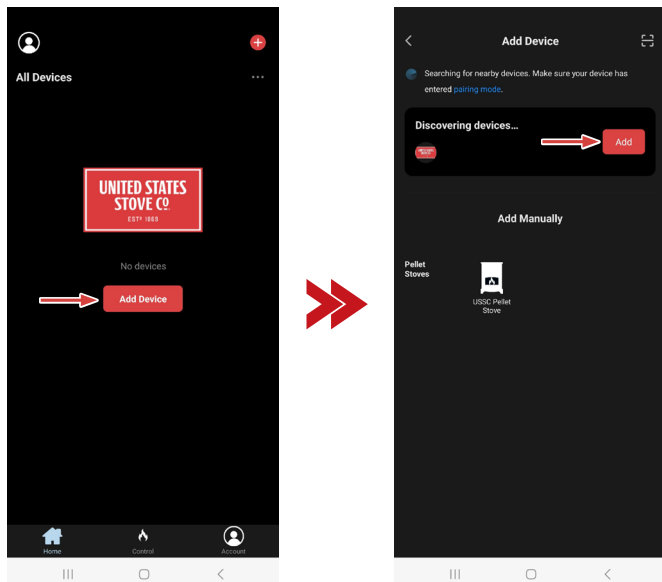 All Devices
UNITED STATES
STOVE CO.
ESTD 1869
No devices
Add Device
Home
Control
Account
Add Device
Searching for nearby devices. Make sure your device has
entered pairing mode.
Discovering devices...
Add
Add Manually
Pellet
Stoves
USSC Pellet
Stove